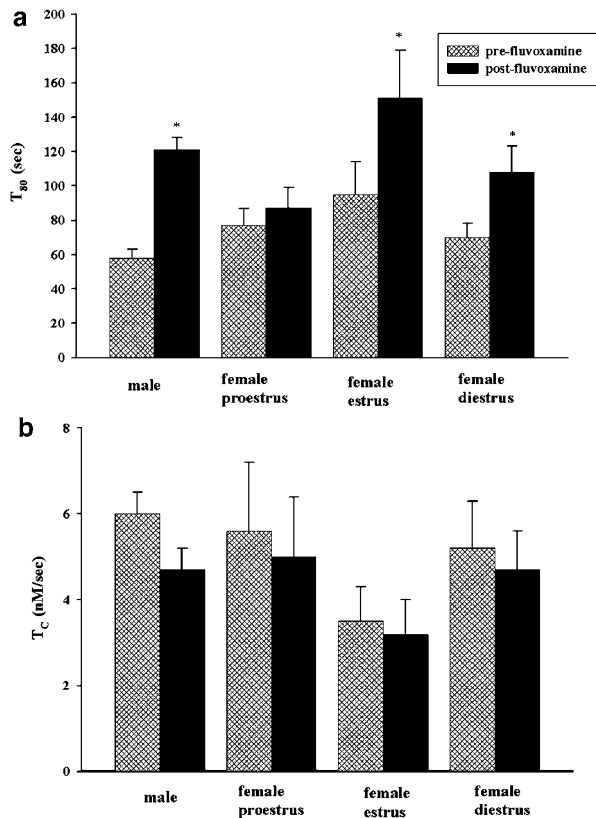 a
200
180
160
140
120
100
80
60
40
20
0
T80 (sec)
*
*
*
pre-fluvoxamine
post-fluvoxamine
male
female proestrus
female estrus
female diestrus
b
8
6
4
2
0
TC (nM/sec)
male
female proestrus
female estrus
female diestrus